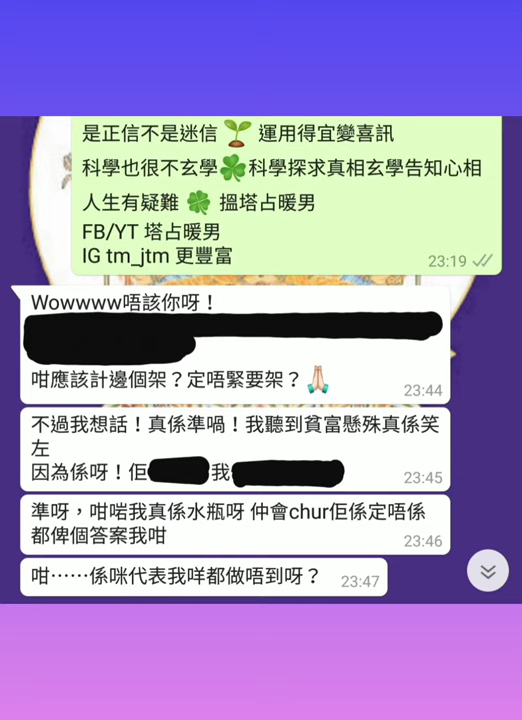 是正信不是迷信 🌱 運用得宜變喜訊
科學也很不玄學🍀科學探求真相玄學告知心相
人生有疑難 🍀 搵塔占暖男
FB/YT 塔占暖男
IG tm_jtm 更豐富
23:19
Wowwww唔該你呀！
咁應該計邊個架？定唔緊要架？🙏🏻
23:44
不過我想話！真係準喎！我聽到貧富懸殊真係笑
左
因為係呀！佢
我
23:45
準呀，咁啱我真係水瓶呀 仲會chur佢係定唔係
都俾個答案我咁
23:46
咁……係咪代表我咩都做唔到呀？
23:47